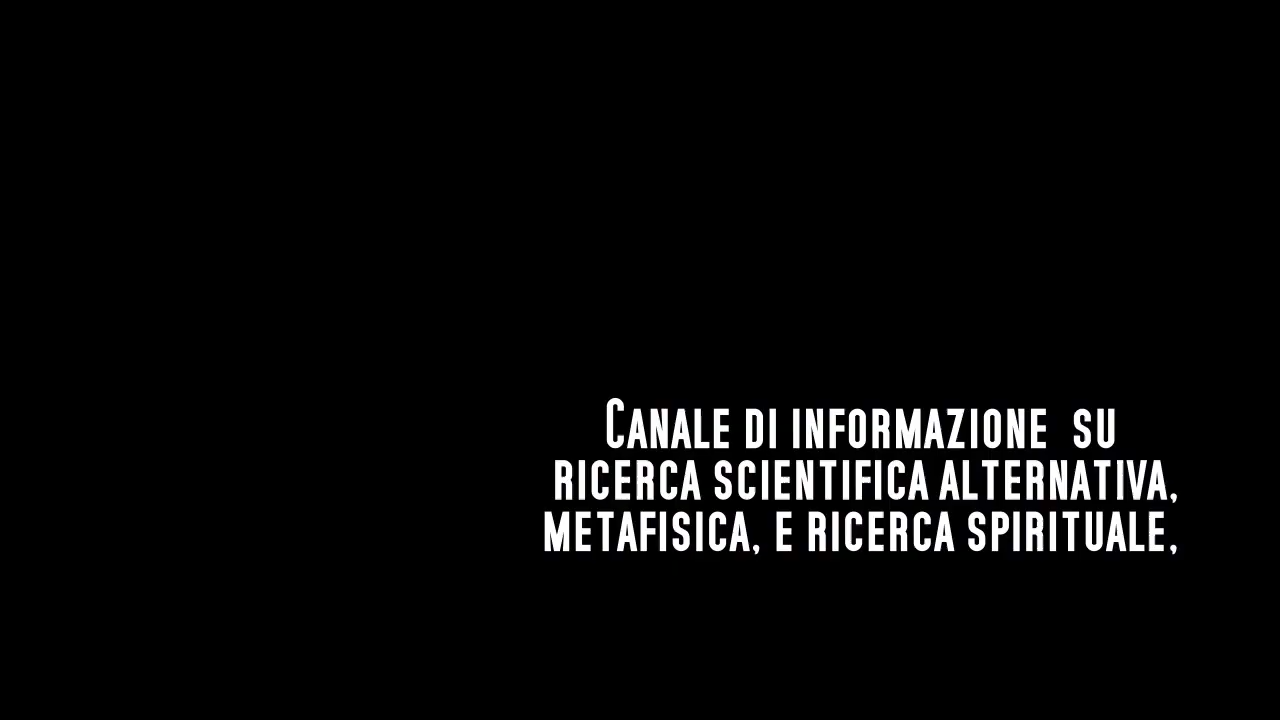 Canale di informazione su
ricerca scientifica alternativa,
metafisica, e ricerca spirituale,